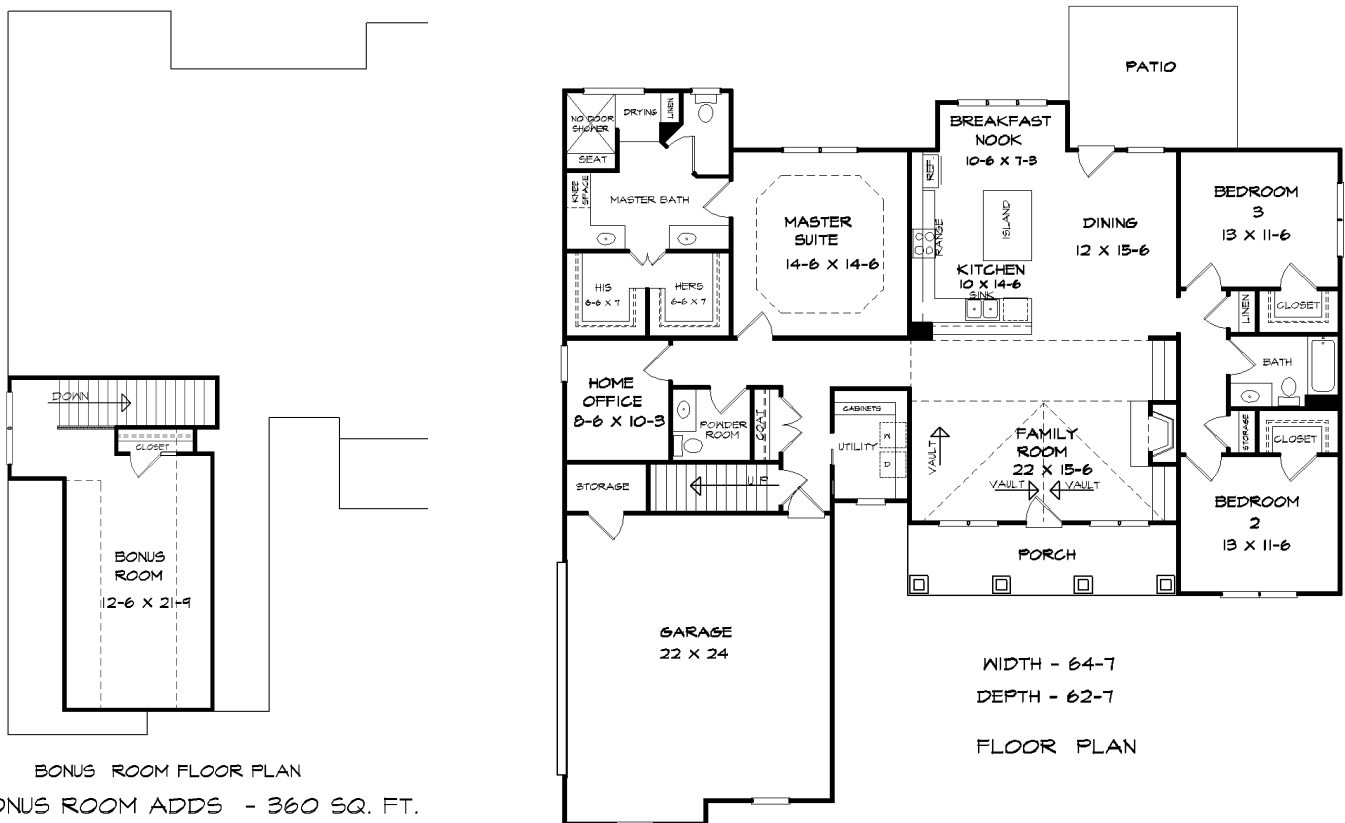 DOWN
CLOSET
BONUS
ROOM
12-6 X 21-9
BONUS ROOM FLOOR PLAN
ONUS ROOM ADDS - 360 SQ. FT.
PATIO
NO DOOR
SHOWER
DRYING
LINEN
SEAT
KNEE
SPACE
MASTER BATH
HIS
6-6 X 7
HERS
6-6 X 7
MASTER
SUITE
14-6 X 14-6
BREAKFAST
NOOK
10-6 X 7-3
REF.
RANGE
ISLAND
KITCHEN
10 X 14-6
SINK
DINING
12 X 15-6
BEDROOM
3
13 X 11-6
LINEN
CLOSET
BATH
STORAGE
CLOSET
BEDROOM
2
13 X 11-6
HOME
OFFICE
8-6 X 10-3
POWDER
ROOM
COAT
CABINETS
UTILITY
W
D
STORAGE
UP
FAMILY
ROOM
22 X 15-6
VAULT
VAULT
VAULT
PORCH
GARAGE
22 X 24
WIDTH - 64-7
DEPTH - 62-7
FLOOR PLAN